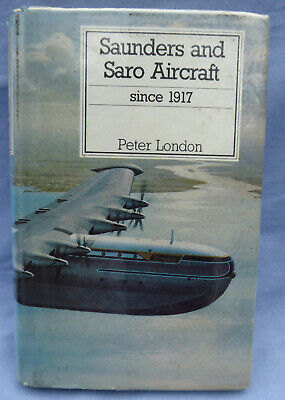 Saunders and
Saro Aircraft
since 1917
Peter London